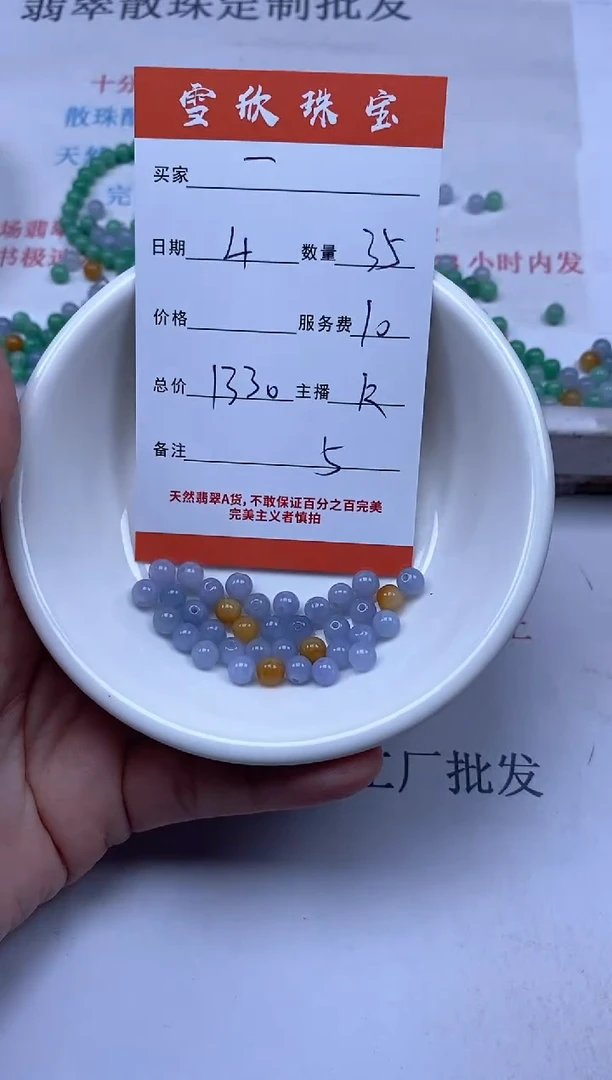 翡翠散珠定制批发
十分
散珠
天然
完
场翡翠
书极速
小时内发
雪欣珠宝
买家 一
日期 4 数量 35
价格 服务费 10
总价 1330 主播 R
备注 5
天然翡翠A货,不敢保证百分之百完美
完美主义者慎拍
工厂批发